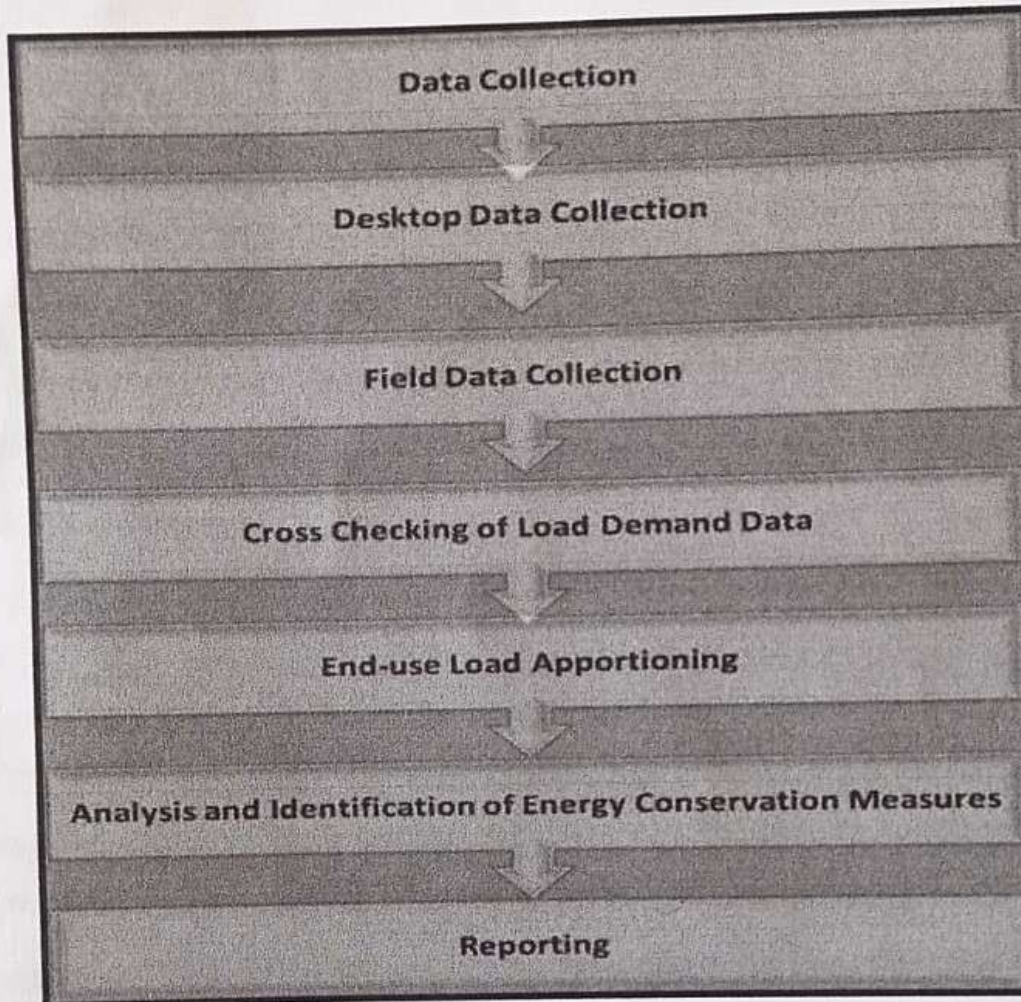 Data Collection
Desktop Data Collection
Field Data Collection
Cross Checking of Load Demand Data
End-use Load Apportioning
Analysis and Identification of Energy Conservation Measures
Reporting